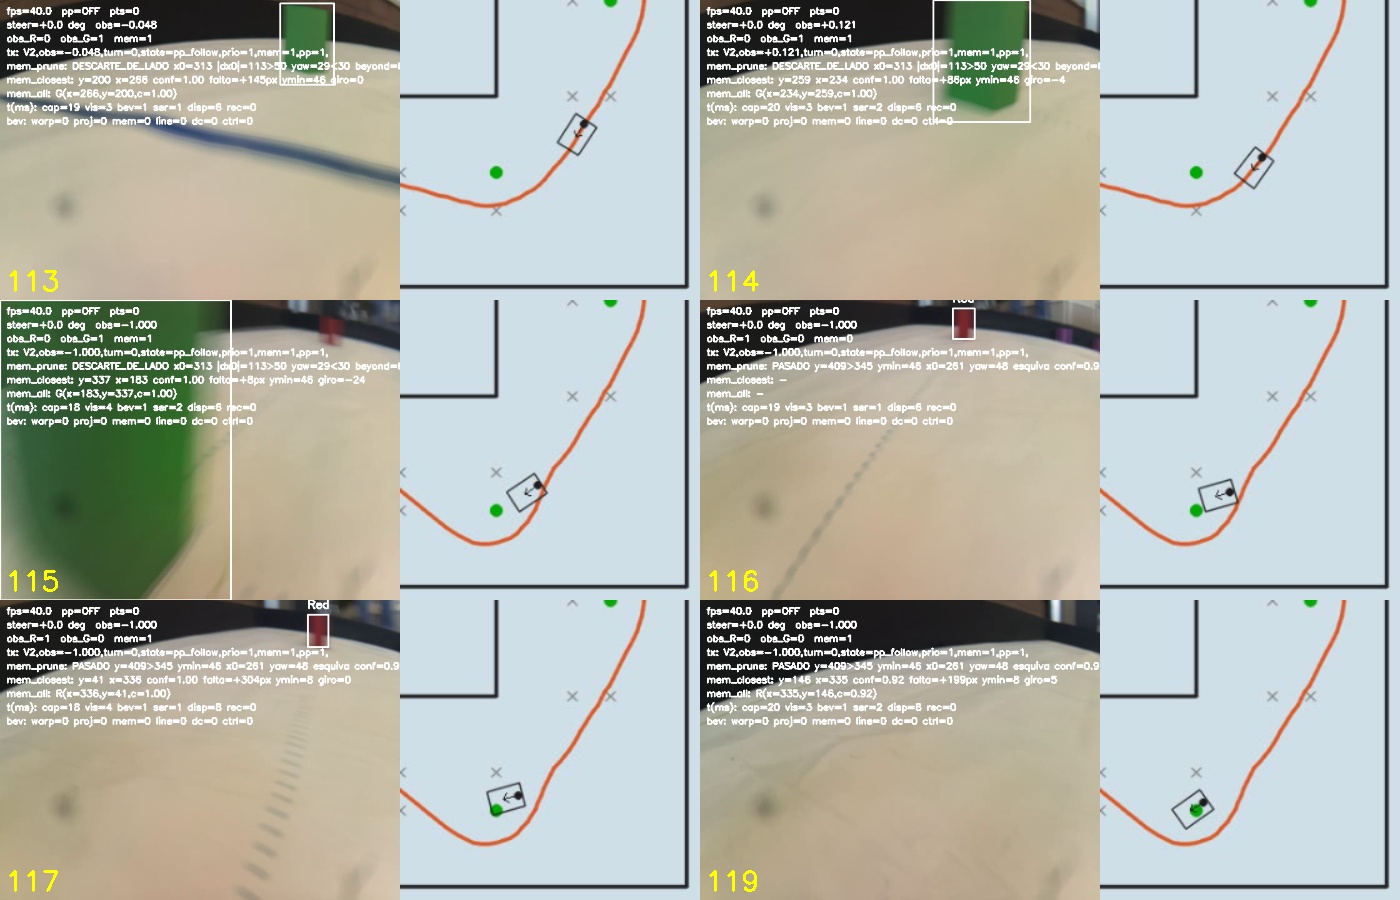 fps=40.0 pp=OFF pts=0
steer=+0.0 deg obs=-0.048
obs_R=0 obs_G=1 mem=1
tx: V2,obs=-0.048,turn=0,state=pp_follow,prio=1,mem=1,pp=1,
mem_prune: DESCARTE_DE_LADO x0=313 |dx0|=113>50 yaw=29<30 beyond=
mem_closest: y=200 x=266 conf=1.00 falta=+145px ymin=46 giro=0
mem_all: G(x=266,y=200,c=1.00)
t(ms): cap=19 vis=3 bev=1 ser=1 disp=6 rec=0
bev: warp=0 proj=0 mem=0 line=0 dc=0 ctrl=0
113
fps=40.0 pp=OFF pts=0
steer=+0.0 deg obs=+0.121
obs_R=0 obs_G=1 mem=1
tx: V2,obs=+0.121,turn=0,state=pp_follow,prio=1,mem=1,pp=1,
mem_prune: DESCARTE_DE_LADO x0=313 |dx0|=113>50 yaw=29<30 beyond=
mem_closest: y=259 x=234 conf=1.00 falta=+86px ymin=46 giro=-4
mem_all: G(x=234,y=259,c=1.00)
t(ms): cap=20 vis=3 bev=1 ser=2 disp=6 rec=0
bev: warp=0 proj=0 mem=0 line=0 dc=0 ctrl=0
114
fps=40.0 pp=OFF pts=0
steer=+0.0 deg obs=-1.000
obs_R=0 obs_G=1 mem=1
tx: V2,obs=-1.000,turn=0,state=pp_follow,prio=1,mem=1,pp=1,
mem_prune: DESCARTE_DE_LADO x0=313 |dx0|=113>50 yaw=29<30 beyond=
mem_closest: y=337 x=183 conf=1.00 falta=+8px ymin=46 giro=-24
mem_all: G(x=183,y=337,c=1.00)
t(ms): cap=18 vis=4 bev=1 ser=2 disp=6 rec=0
bev: warp=0 proj=0 mem=0 line=0 dc=0 ctrl=0
115
Red
fps=40.0 pp=OFF pts=0
steer=+0.0 deg obs=-1.000
obs_R=1 obs_G=0 mem=0
tx: V2,obs=-1.000,turn=0,state=pp_follow,prio=1,mem=1,pp=1,
mem_prune: PASADO y=409>345 ymin=46 x0=261 yaw=48 esquiva conf=0.9
mem_closest: -
mem_all: -
t(ms): cap=19 vis=3 bev=1 ser=1 disp=6 rec=0
bev: warp=0 proj=0 mem=0 line=0 dc=0 ctrl=0
116
Red
fps=40.0 pp=OFF pts=0
steer=+0.0 deg obs=-1.000
obs_R=1 obs_G=0 mem=1
tx: V2,obs=-1.000,turn=0,state=pp_follow,prio=1,mem=1,pp=1,
mem_prune: PASADO y=409>345 ymin=46 x0=261 yaw=48 esquiva conf=0.9
mem_closest: y=41 x=336 conf=1.00 falta=+304px ymin=8 giro=0
mem_all: R(x=336,y=41,c=1.00)
t(ms): cap=18 vis=4 bev=1 ser=1 disp=8 rec=0
bev: warp=0 proj=0 mem=0 line=0 dc=0 ctrl=0
117
fps=40.0 pp=OFF pts=0
steer=+0.0 deg obs=-1.000
obs_R=0 obs_G=0 mem=1
tx: V2,obs=-1.000,turn=0,state=pp_follow,prio=1,mem=1,pp=1,
mem_prune: PASADO y=409>345 ymin=46 x0=261 yaw=48 esquiva conf=0.9
mem_closest: y=146 x=335 conf=0.92 falta=+199px ymin=8 giro=5
mem_all: R(x=335,y=146,c=0.92)
t(ms): cap=20 vis=3 bev=1 ser=2 disp=8 rec=0
bev: warp=0 proj=0 mem=0 line=0 dc=0 ctrl=0
119